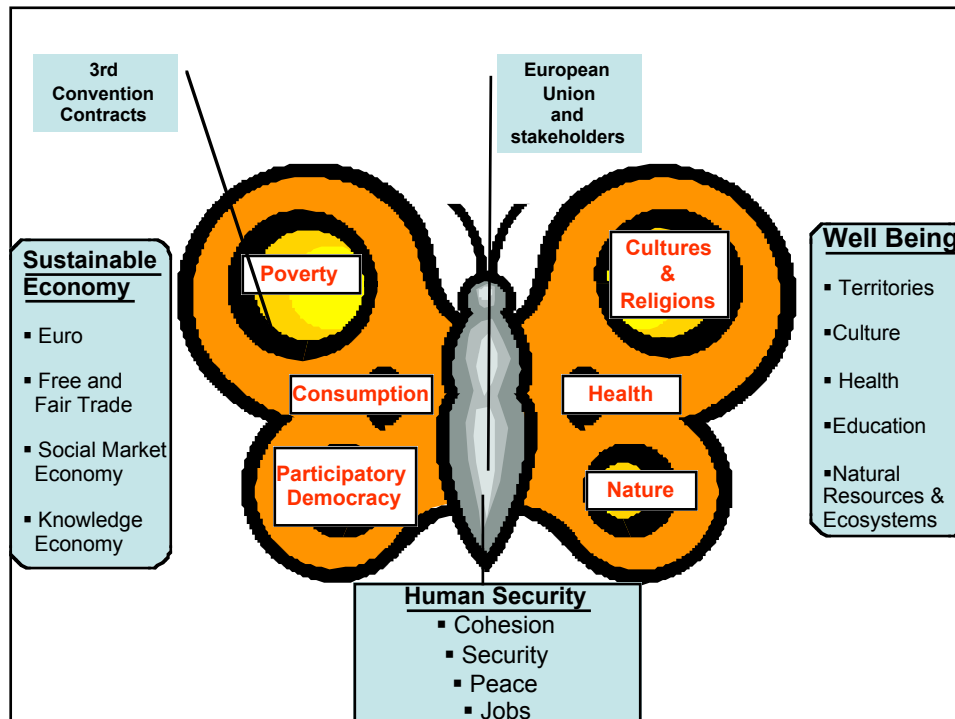 3rd
Convention
Contracts
European
Union
and
stakeholders
Sustainable
Economy
▪ Euro
▪ Free and
Fair Trade
▪ Social Market
Economy
▪ Knowledge
Economy
Poverty
Consumption
Participatory
Democracy
Cultures
&
Religions
Health
Nature
Well Being
▪ Territories
▪Culture
▪ Health
▪Education
▪Natural
Resources &
Ecosystems
Human Security
▪ Cohesion
▪ Security
▪ Peace
▪ Jobs